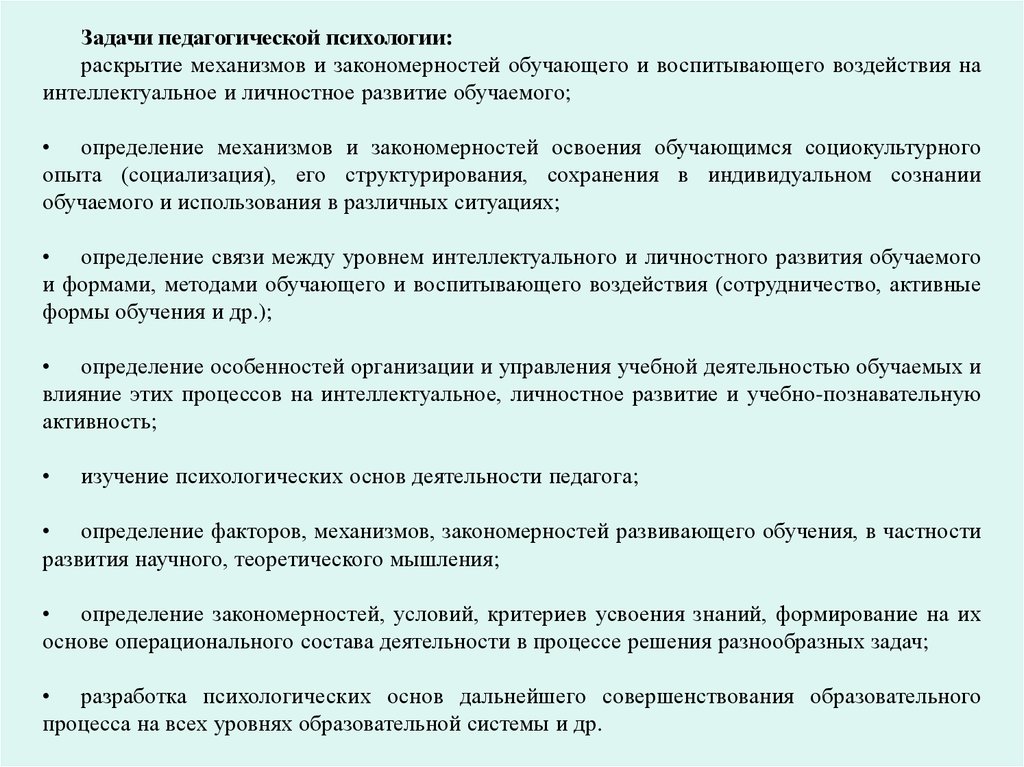 Задачи педагогической психологии:
раскрытие механизмов и закономерностей обучающего и воспитывающего воздействия на
интеллектуальное и личностное развитие обучаемого;
• определение механизмов и закономерностей освоения обучающимся социокультурного
опыта (социализация), его структурирования, сохранения в индивидуальном сознании
обучаемого и использования в различных ситуациях;
• определение связи между уровнем интеллектуального и личностного развития обучаемого
и формами, методами обучающего и воспитывающего воздействия (сотрудничество, активные
формы обучения и др.);
• определение особенностей организации и управления учебной деятельностью обучаемых и
влияние этих процессов на интеллектуальное, личностное развитие и учебно-познавательную
активность;
• изучение психологических основ деятельности педагога;
• определение факторов, механизмов, закономерностей развивающего обучения, в частности
развития научного, теоретического мышления;
• определение закономерностей, условий, критериев усвоения знаний, формирование на их
основе операционального состава деятельности в процессе решения разнообразных задач;
• разработка психологических основ дальнейшего совершенствования образовательного
процесса на всех уровнях образовательной системы и др.